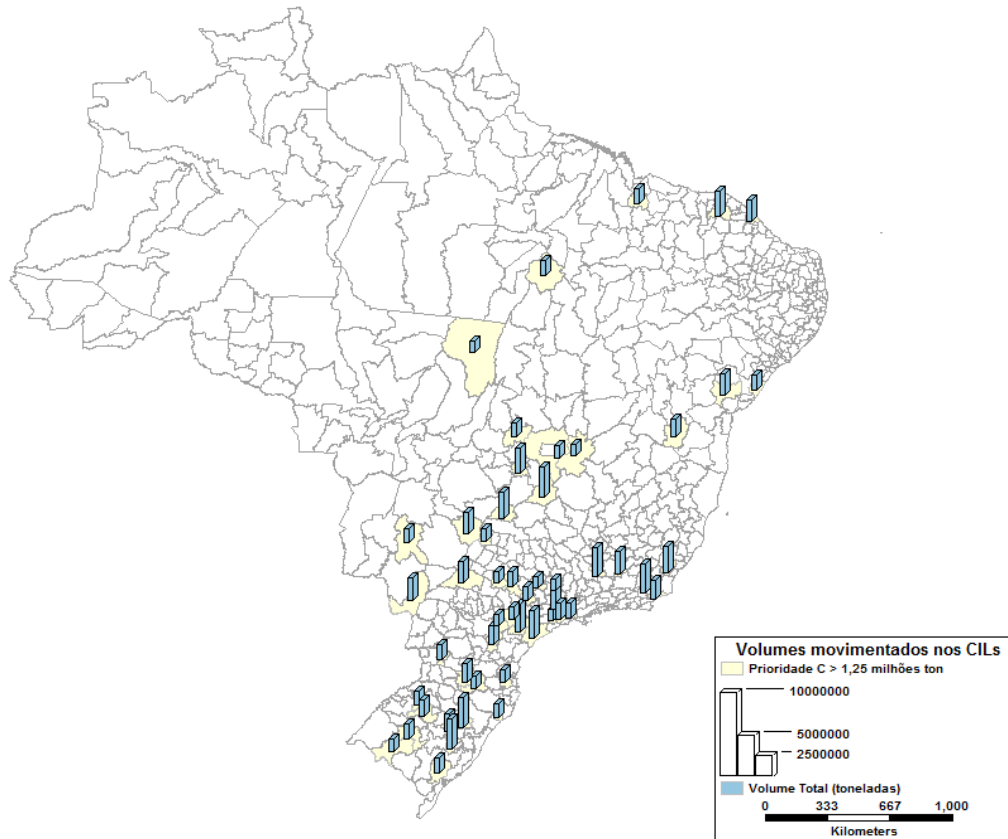 Volumes movimentados nos CILs
Prioridade C > 1,25 milhões ton
10000000
5000000
2500000
Volume Total (toneladas)
0 333 667 1,000
Kilometers